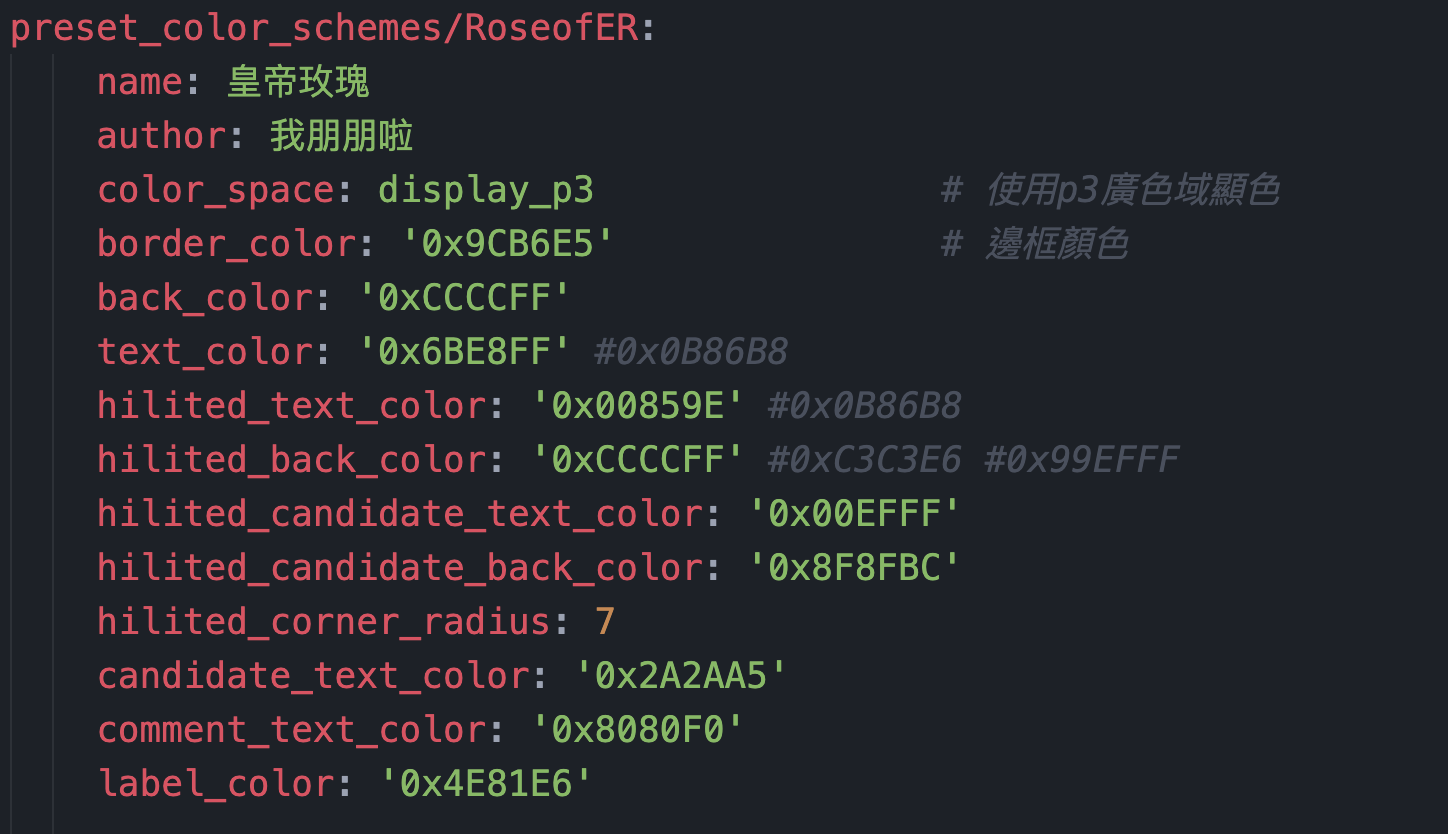 preset_color_schemes/RoseofER:
name: 皇帝玫瑰
author: 我朋朋啦
color_space: display_p3 # 使用p3廣色域顯色
border_color: '0x9CB6E5' # 邊框顏色
back_color: '0xCCCCFF'
text_color: '0x6BE8FF' #0x0B86B8
hilited_text_color: '0x00859E' #0x0B86B8
hilited_back_color: '0xCCCCFF' #0xC3C3E6 #0x99EFFF
hilited_candidate_text_color: '0x00EFFF'
hilited_candidate_back_color: '0x8F8FBC'
hilited_corner_radius: 7
candidate_text_color: '0x2A2AA5'
comment_text_color: '0x8080F0'
label_color: '0x4E81E6'